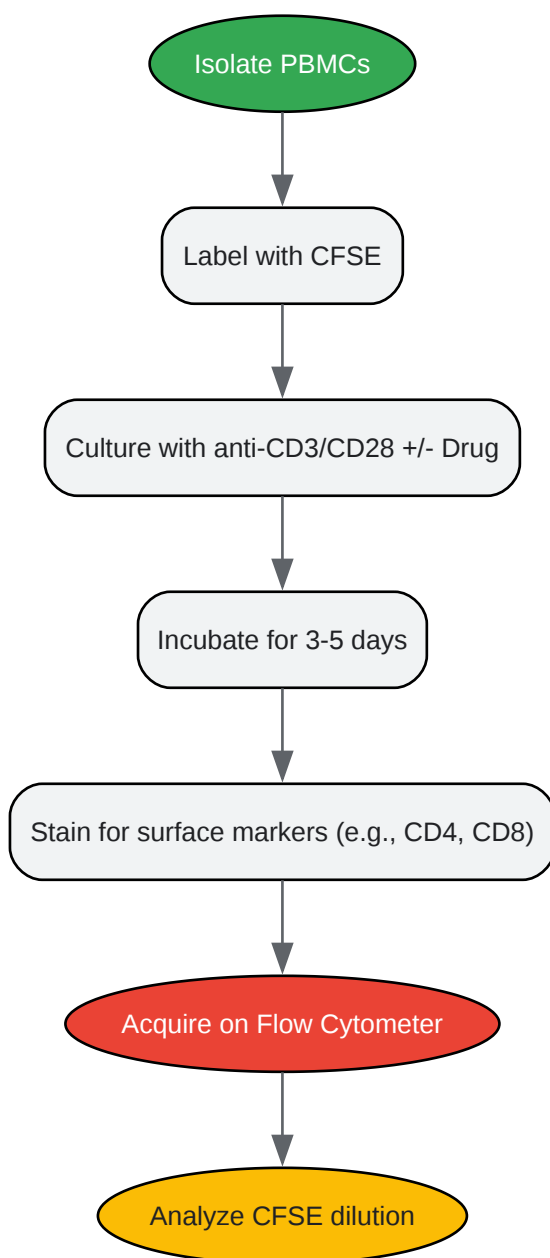 Isolate PBMCs
Label with CFSE
Culture with anti-CD3/CD28 +/- Drug
Incubate for 3-5 days
Stain for surface markers (e.g., CD4, CD8)
Acquire on Flow Cytometer
Analyze CFSE dilution